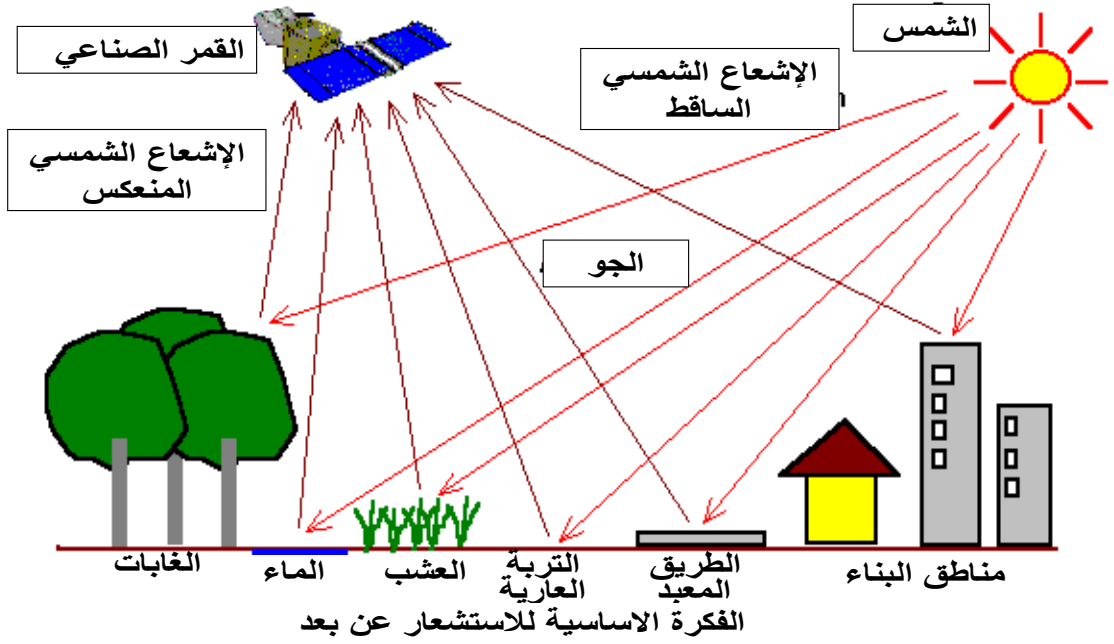 الشمس
القمر الصناعي
الإشعاع الشمسي
الساقط
الإشعاع الشمسي
المنعكس
الجو
الغابات
الماء
العشب
التربة
العارية
الطريق
المعبد
مناطق البناء
الفكرة الاساسية للاستشعار عن بعد